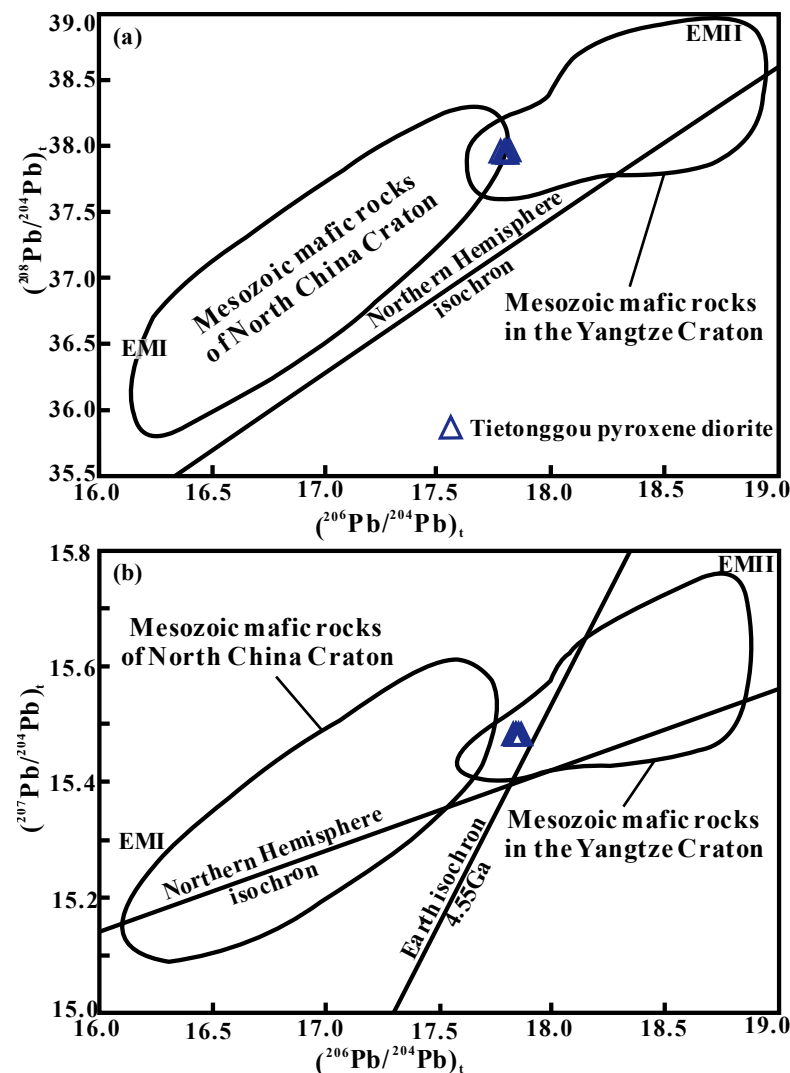 (a)
39.0
38.5
38.0
37.5
37.0
36.5
36.0
35.5
(²⁰⁸Pb/²⁰⁴Pb)ₜ
EMII
Mesozoic mafic rocks
of North China Craton
Northern Hemisphere
isochron
Mesozoic mafic rocks
in the Yangtze Craton
EMI
Tietonggou pyroxene diorite
16.0 16.5 17.0 17.5 18.0 18.5 19.0
(²⁰⁶Pb/²⁰⁴Pb)ₜ
(b)
15.8
15.6
15.4
15.2
15.0
(²⁰⁷Pb/²⁰⁴Pb)ₜ
EMII
Mesozoic mafic rocks
of North China Craton
EMI
Northern Hemisphere
isochron
Earth isochron
4.55Ga
Mesozoic mafic rocks
in the Yangtze Craton
16.0 16.5 17.0 17.5 18.0 18.5 19.0
(²⁰⁶Pb/²⁰⁴Pb)ₜ